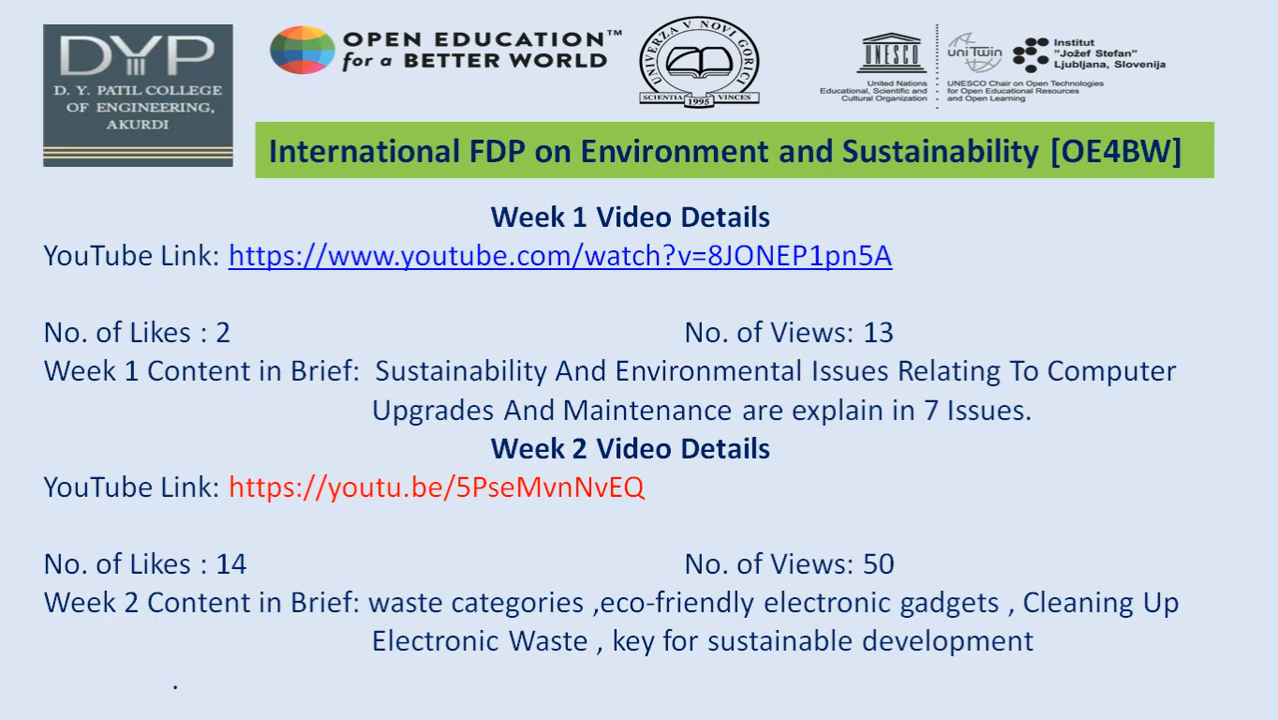 DYP
D. Y. PATIL COLLEGE
OF ENGINEERING,
AKURDI
OPEN EDUCATION™
for a BETTER WORLD
UNIVERZA V NOVI GORICI
SCIENTIA VINCES
1995
UNESCO
United Nations
Educational, Scientific and
Cultural Organization
uniTwin
Institut
"Jožef Stefan"
Ljubljana, Slovenija
UNESCO Chair on Open Technologies
for Open Educational Resources
and Open Learning
International FDP on Environment and Sustainability [OE4BW]
Week 1 Video Details
YouTube Link: https://www.youtube.com/watch?v=8JONEP1pn5A
No. of Likes : 2 No. of Views: 13
Week 1 Content in Brief: Sustainability And Environmental Issues Relating To Computer
Upgrades And Maintenance are explain in 7 Issues.
Week 2 Video Details
YouTube Link: https://youtu.be/5PseMvnNvEQ
No. of Likes : 14 No. of Views: 50
Week 2 Content in Brief: waste categories ,eco-friendly electronic gadgets , Cleaning Up
Electronic Waste , key for sustainable development
.